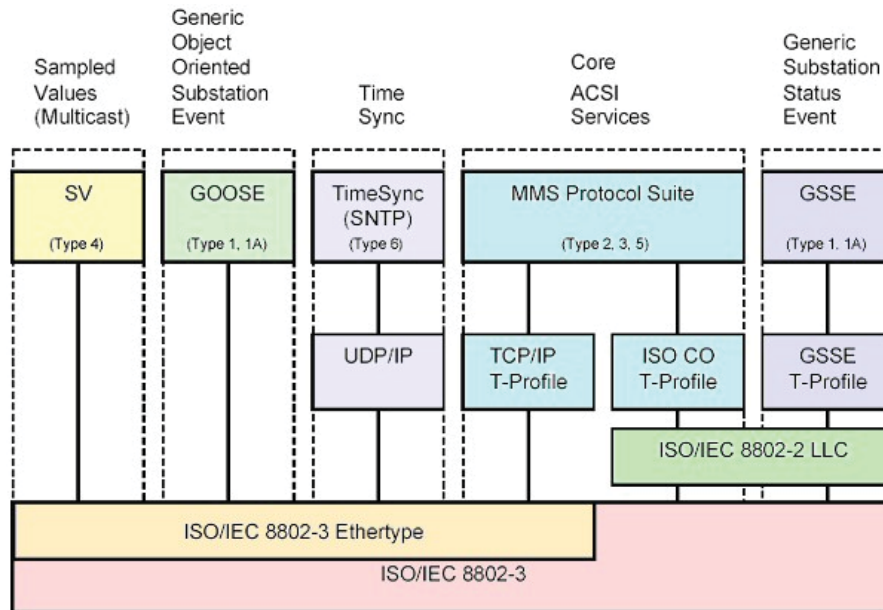 Sampled
Values
(Multicast)
Generic
Object
Oriented
Substation
Event
Time
Sync
Core
ACSI
Services
Generic
Substation
Status
Event
SV
(Type 4)
GOOSE
(Type 1, 1A)
TimeSync
(SNTP)
(Type 6)
MMS Protocol Suite
(Type 2, 3, 5)
GSSE
(Type 1. 1A)
UDP/IP
TCP/IP
T-Profile
ISO CO
T-Profile
GSSE
T-Profile
ISO/IEC 8802-2 LLC
ISO/IEC 8802-3 Ethertype
ISO/IEC 8802-3